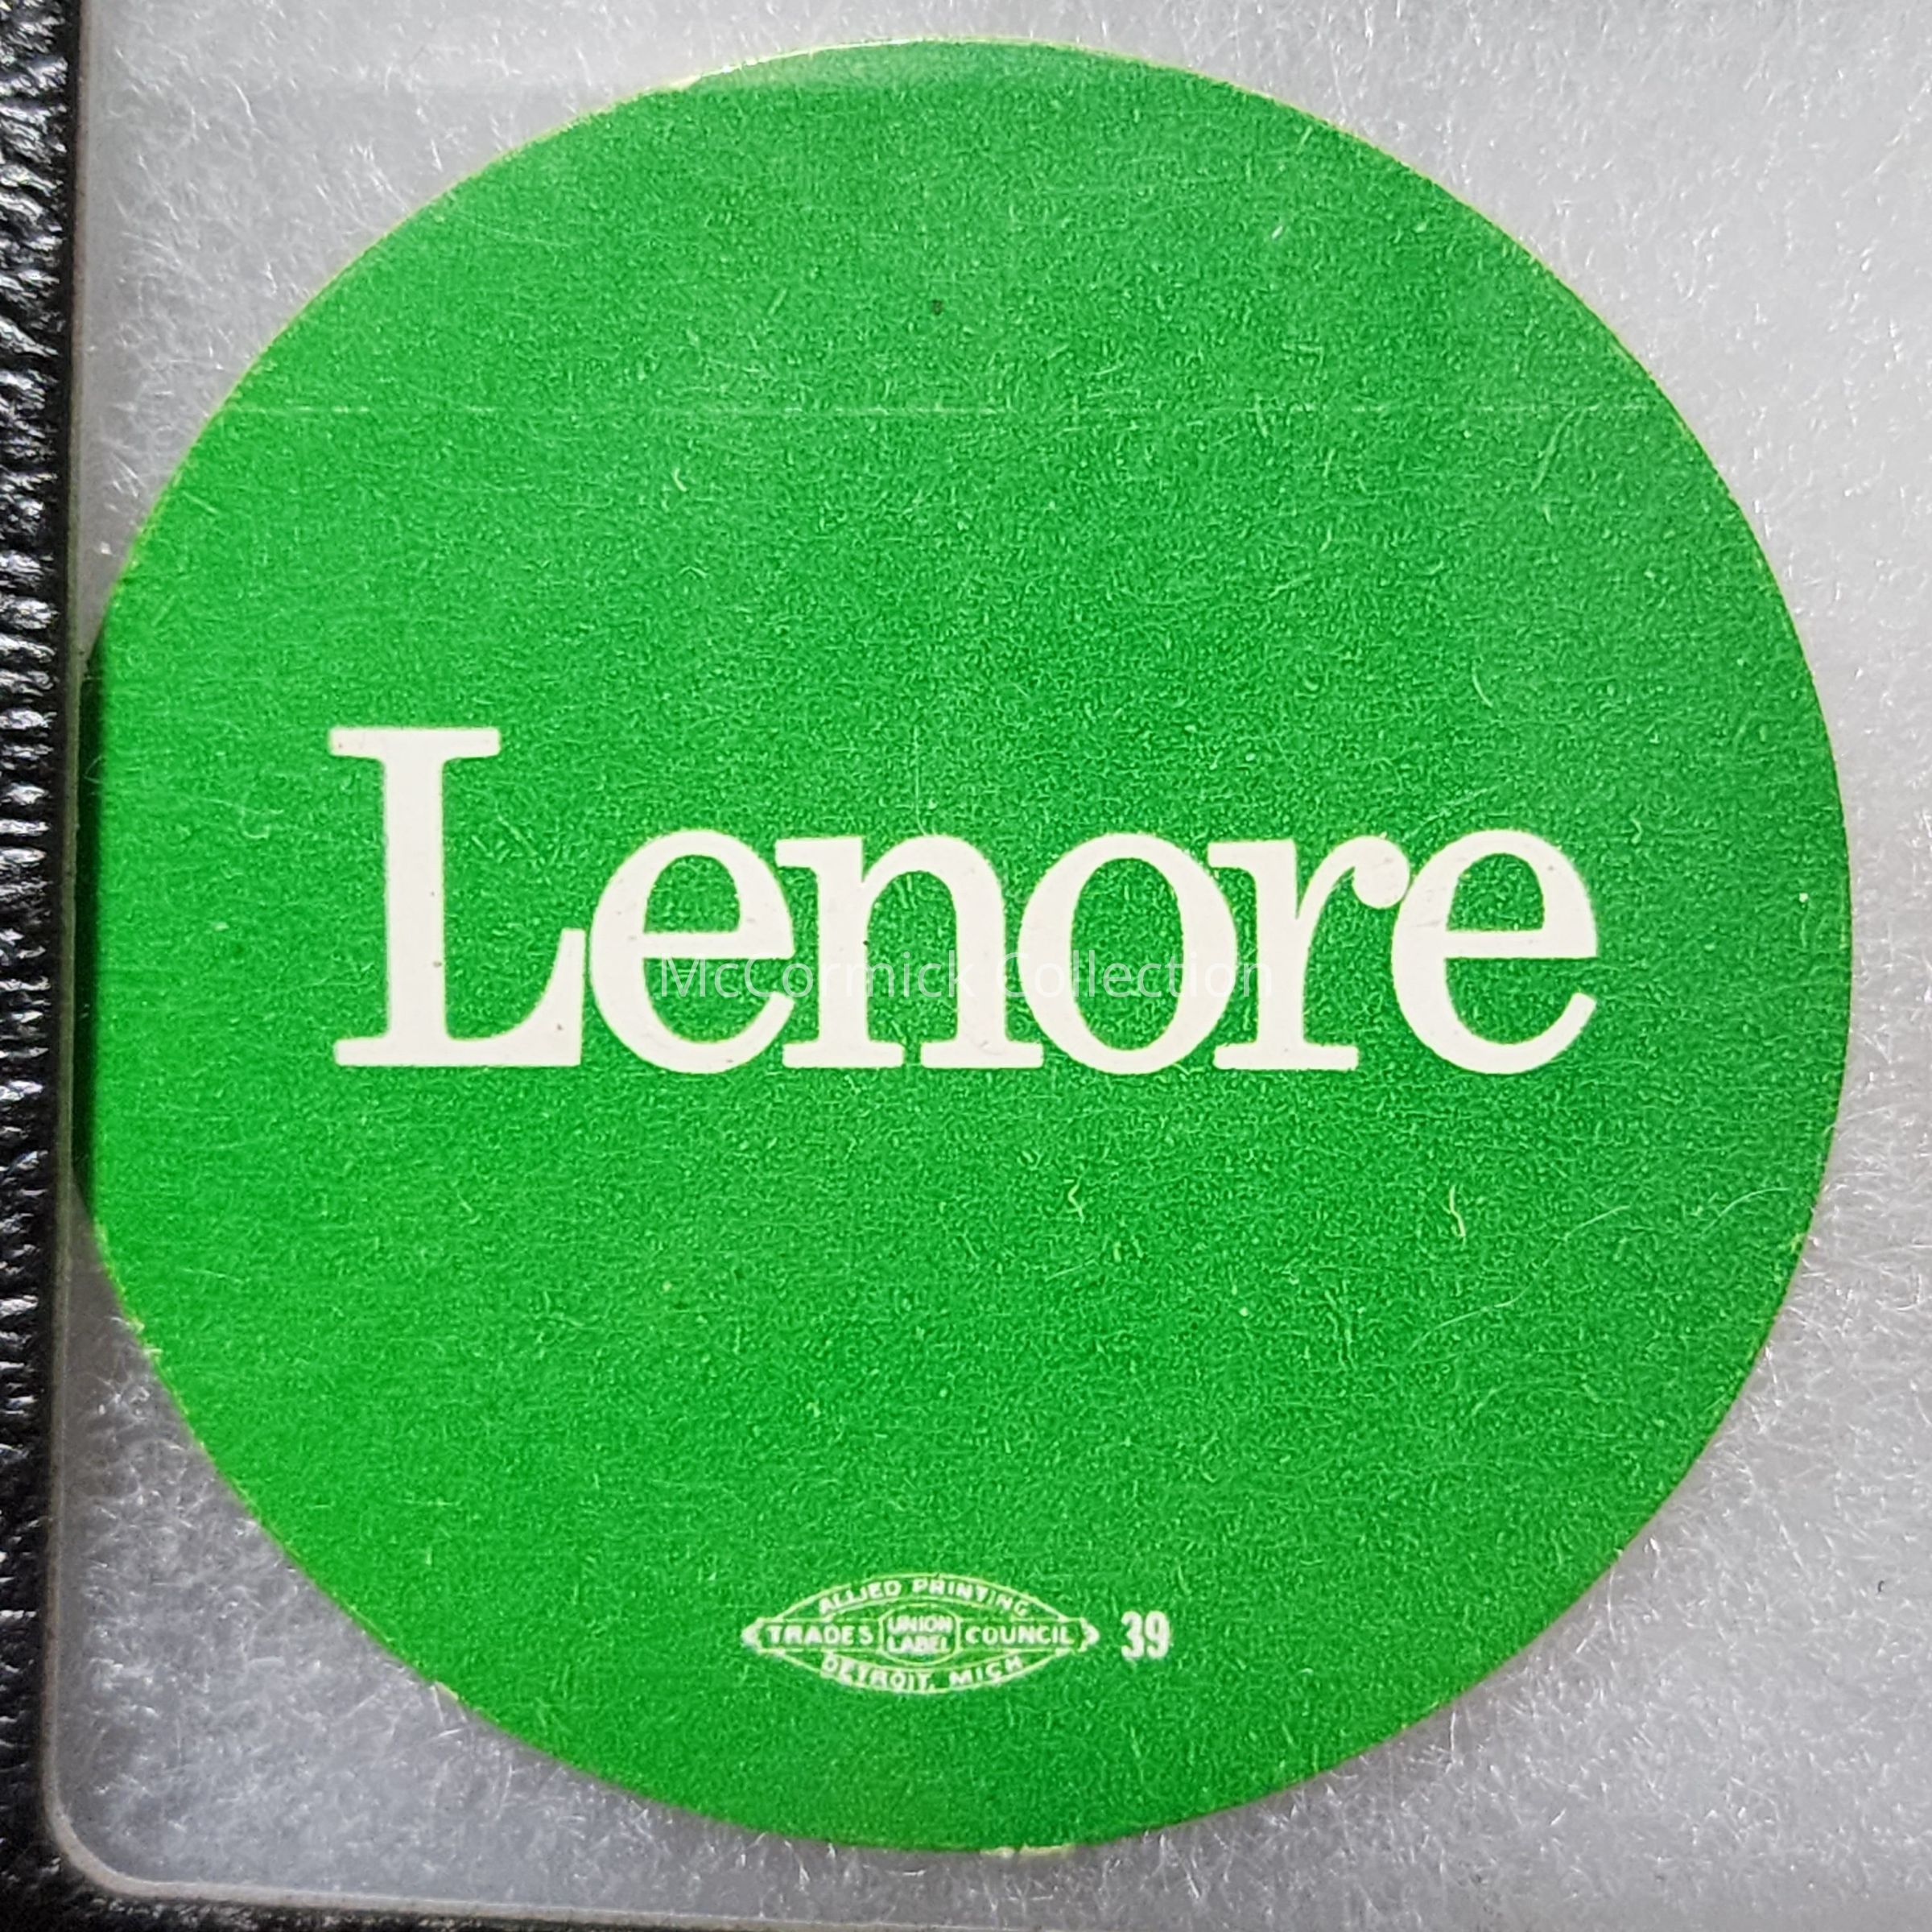 Lenore
McCormick Collection
ALLIED PRINTING
TRADES UNION LABEL COUNCIL 39
DETROIT, MICH